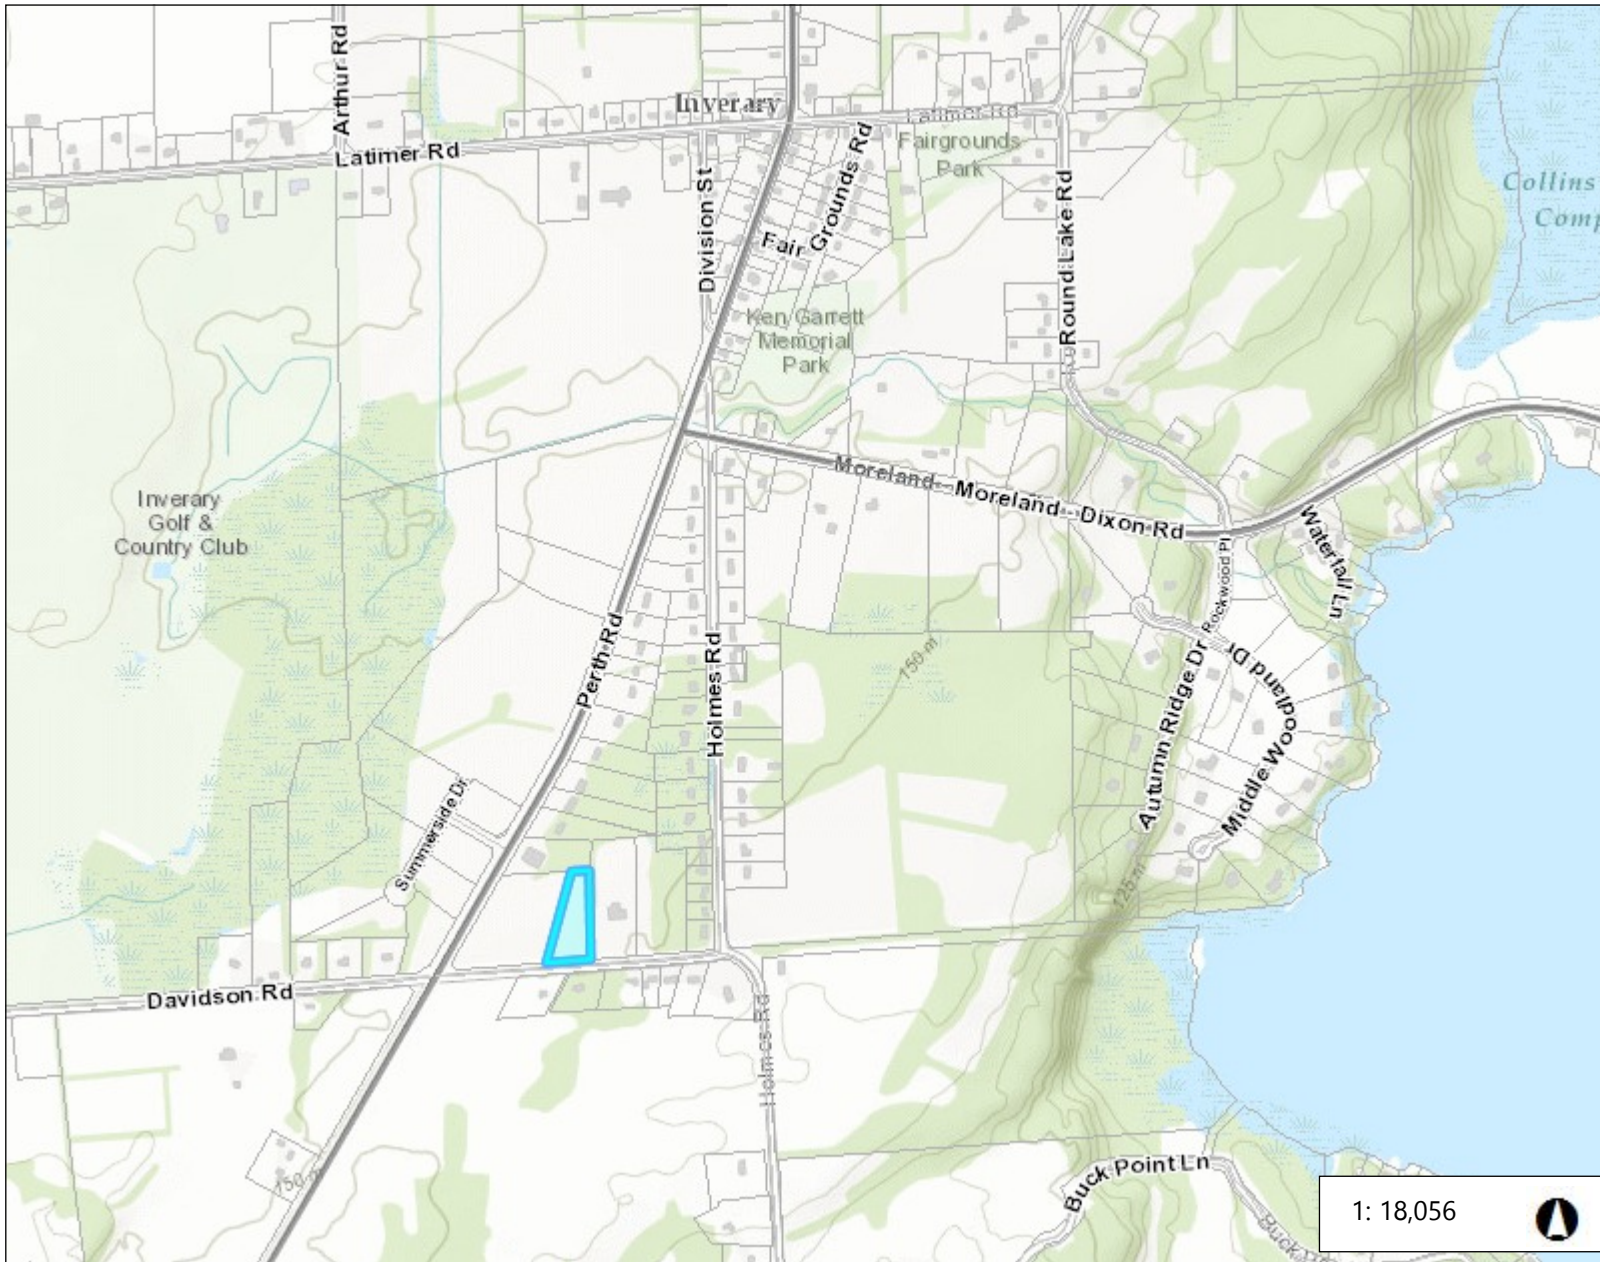 Arthur Rd
Inverary
Latimer Rd
Latimer Rd
Fairgrounds
Park
Collins
Division St
Fair Grounds Rd
Round Lake Rd
Ken Garrett
Memorial
Park
Moreland--Moreland--Dixon Rd
Inverary
Golf &
Country Club
Waterfall Ln
Rockwood Pl
Perth Rd
Holmes Rd
150 m
Autumn Ridge Dr
Middle Woodland Dr
Summerside Dr
125 m
Davidson Rd
Holmes Rd
150 m
Buck Point Ln
1: 18,056